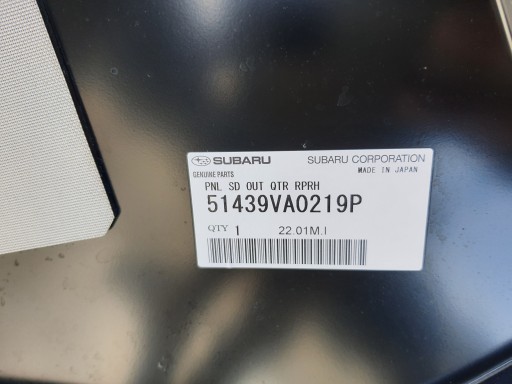 SUBARU SUBARU CORPORATION
GENUINE PARTS MADE IN JAPAN
PNL SD OUT QTR RPRH
51439VA0219P
QTY 1 22.01M.I